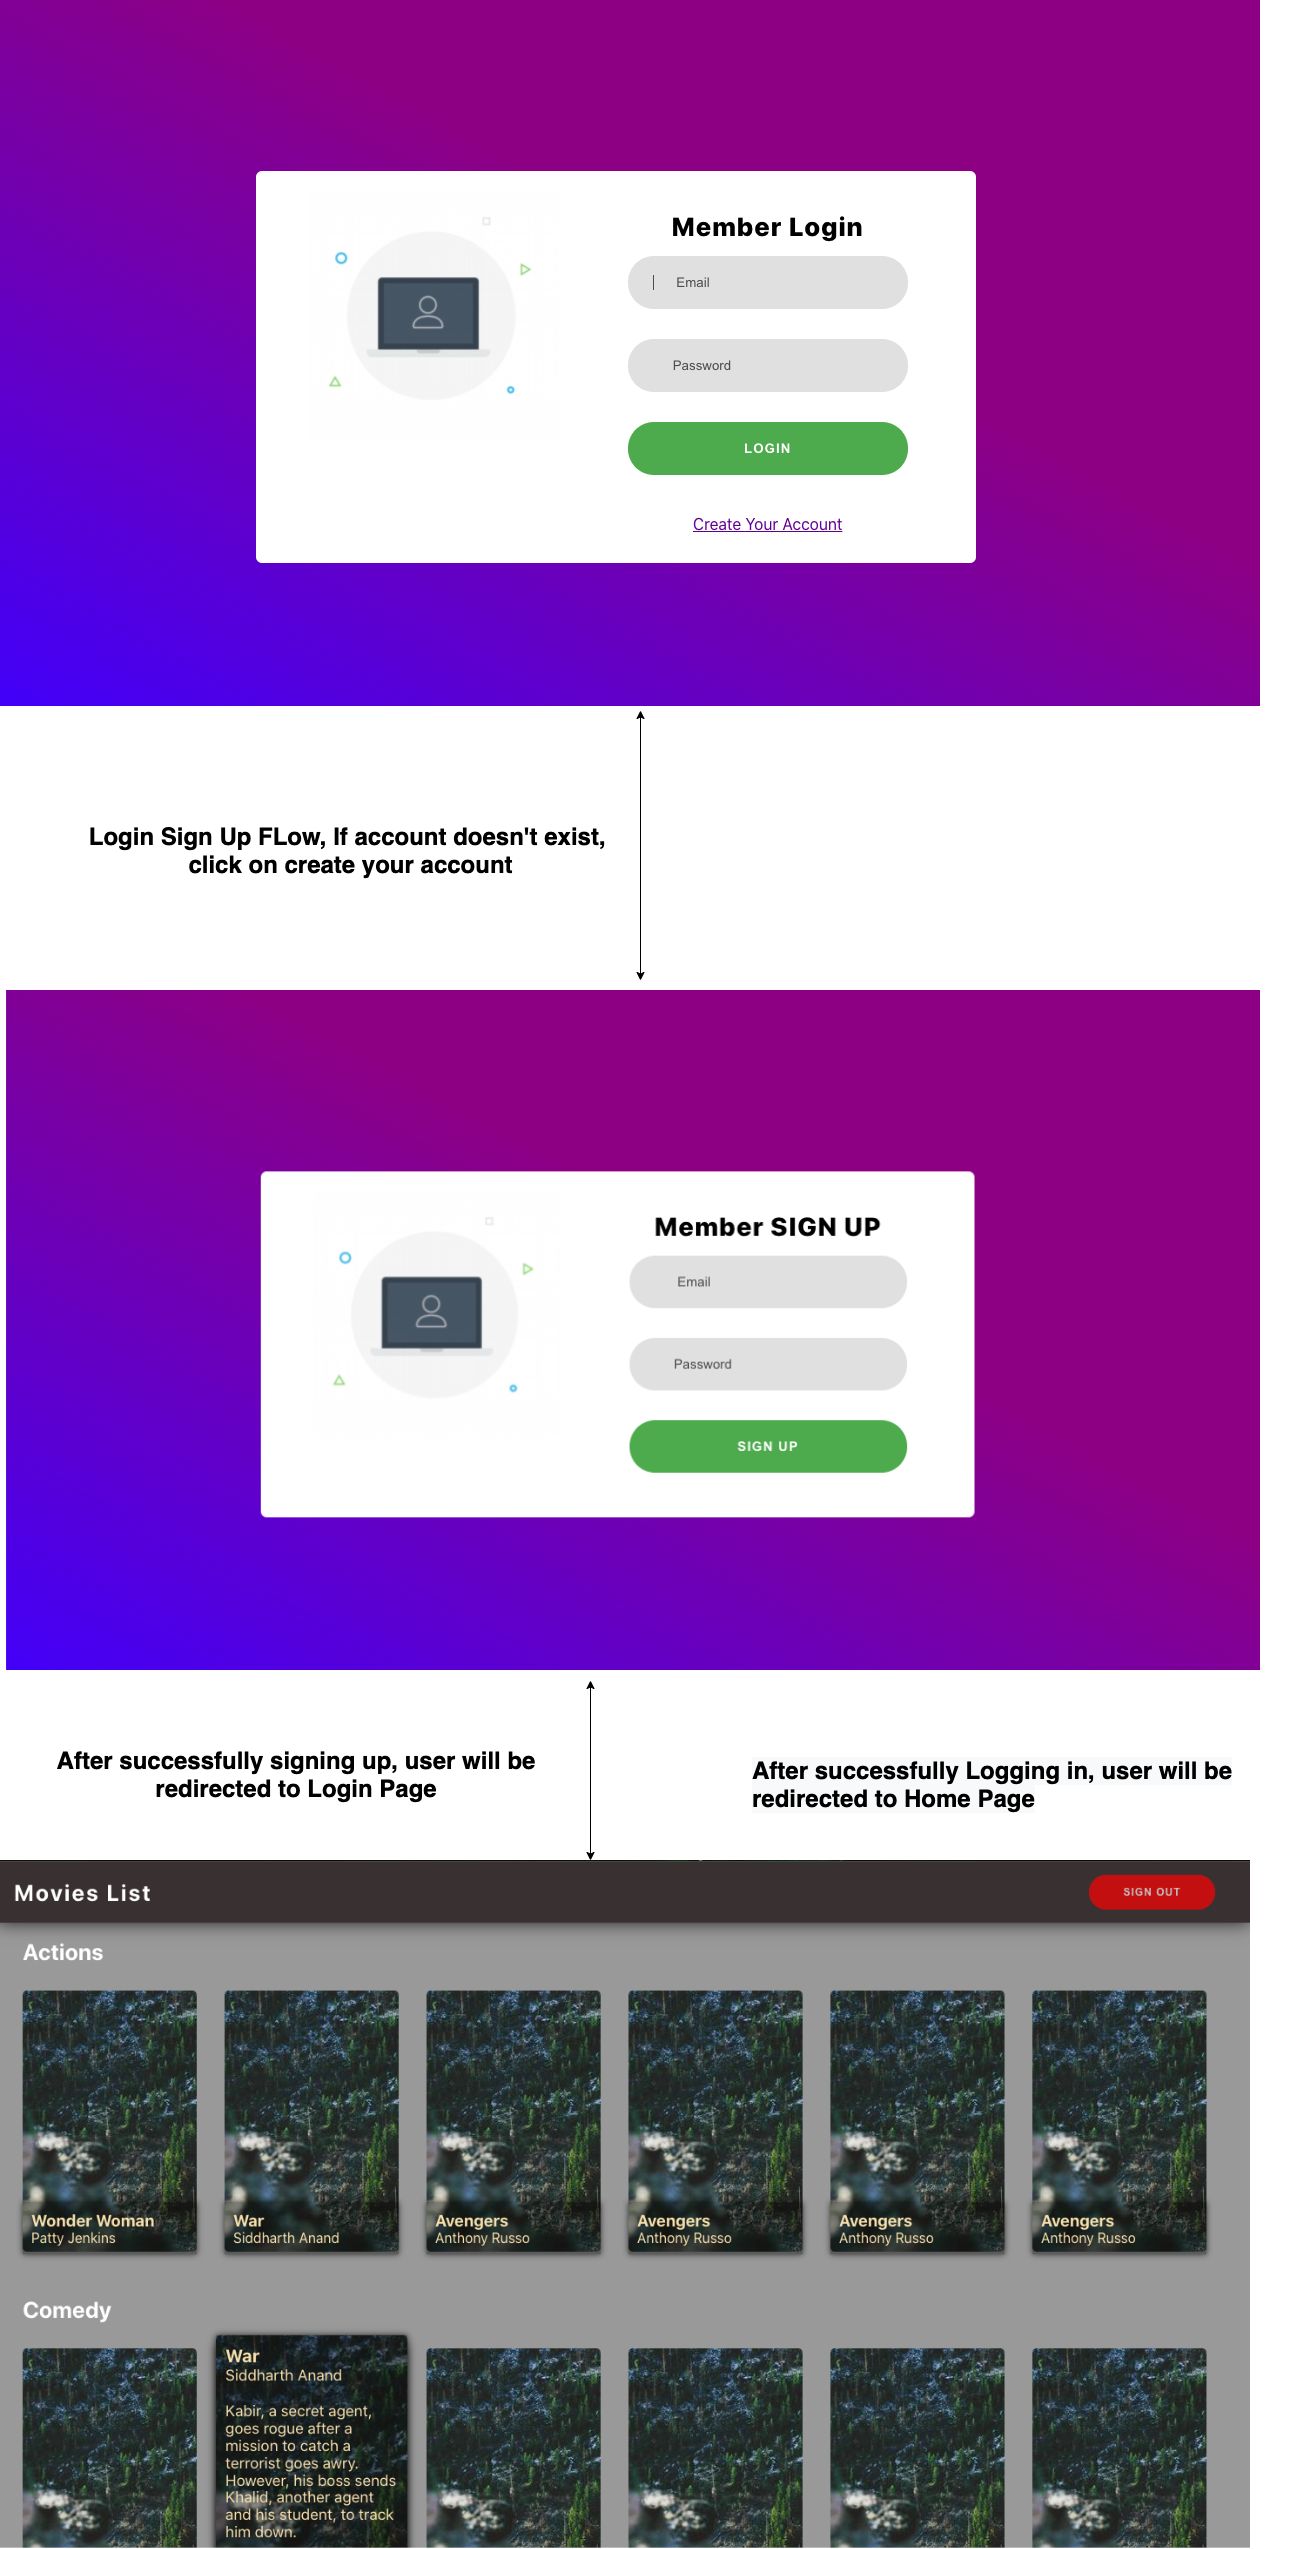 Member Login
Email
Password
LOGIN
Create Your Account
Login Sign Up FLow, If account doesn't exist,
click on create your account
Member SIGN UP
Email
Password
SIGN UP
After successfully signing up, user will be
redirected to Login Page
After successfully Logging in, user will be
redirected to Home Page
Movies List
SIGN OUT
Actions
Wonder Woman
Patty Jenkins
War
Siddharth Anand
Avengers
Anthony Russo
Avengers
Anthony Russo
Avengers
Anthony Russo
Avengers
Anthony Russo
Comedy
War
Siddharth Anand
Kabir, a secret agent,
goes rogue after a
mission to catch a
terrorist goes awry.
However, his boss sends
Khalid, another agent
and his student, to track
him down.